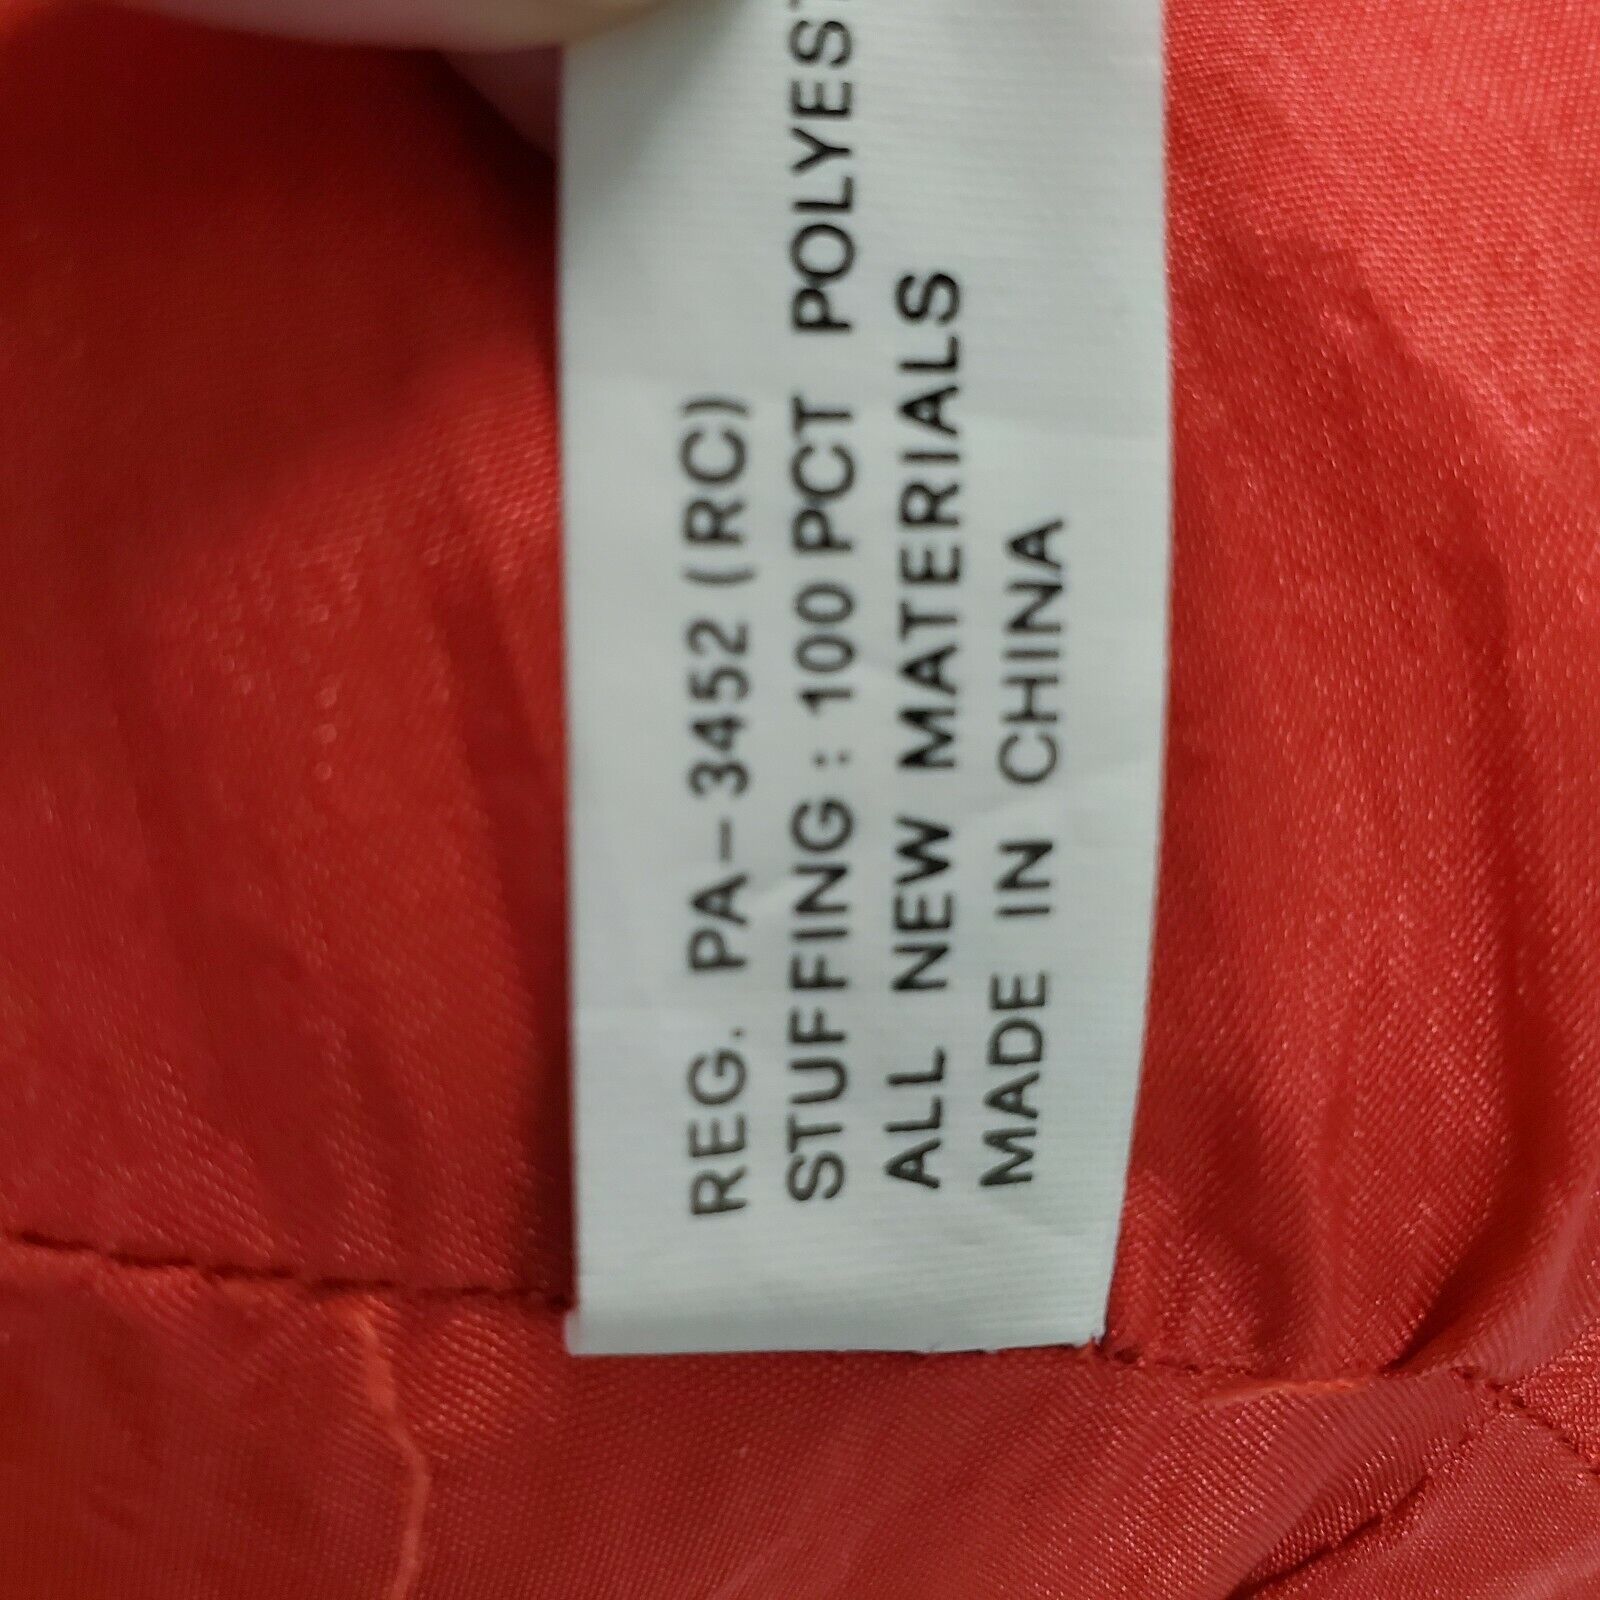 REG. PA-3452 (RC)
STUFFING : 100 PCT POLYEST
ALL NEW MATERIALS
MADE IN CHINA